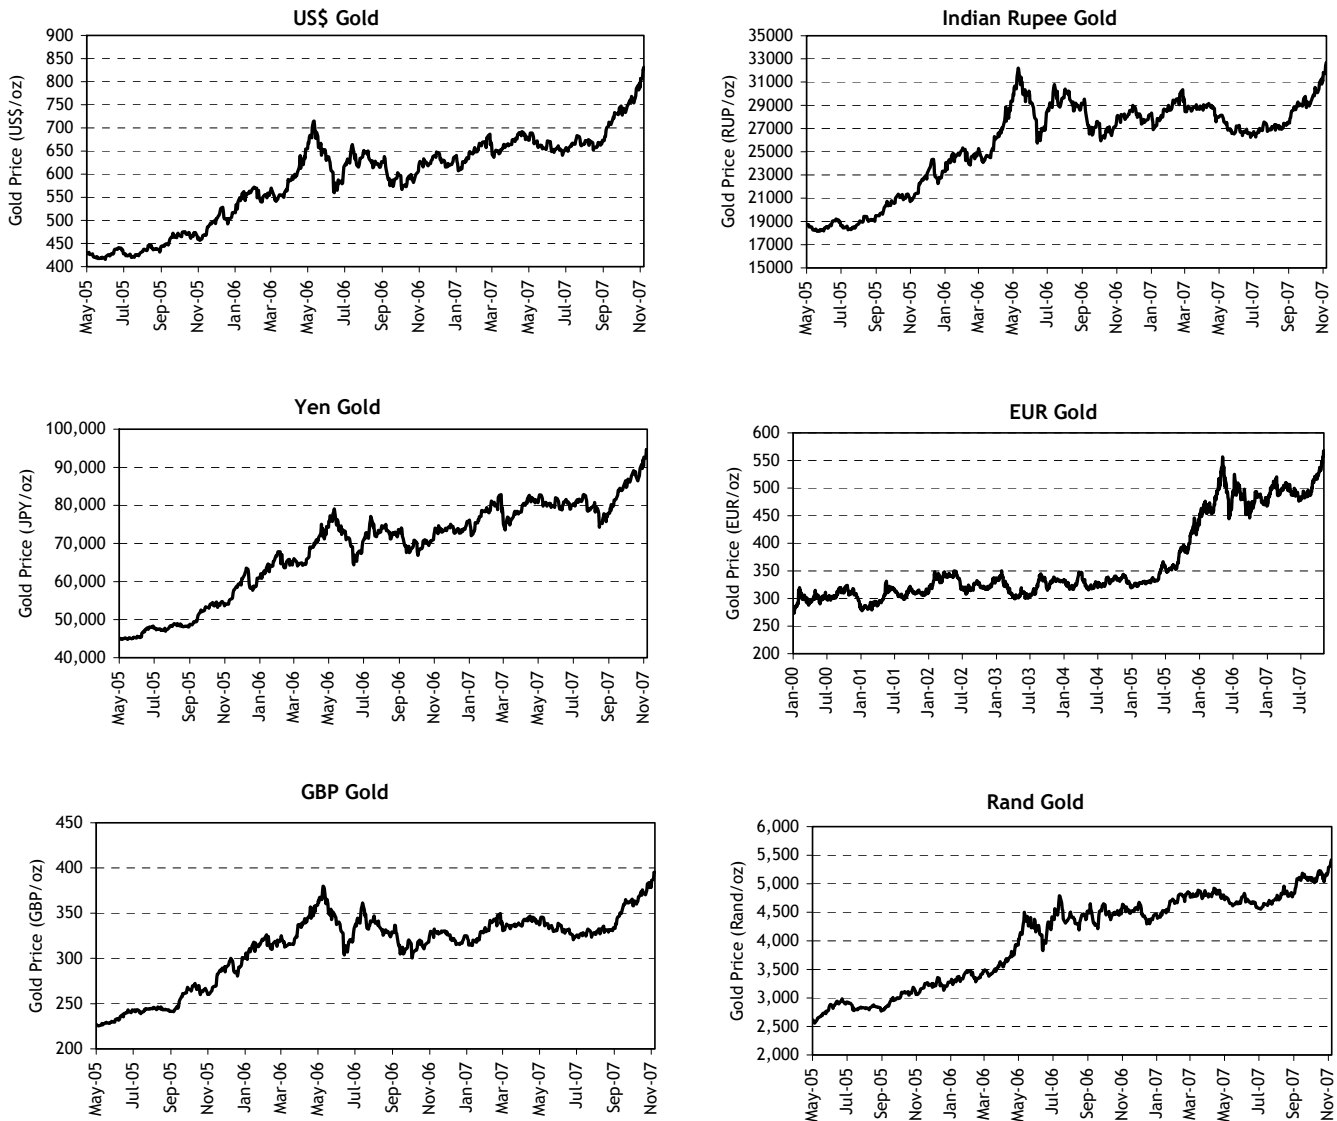 US$ Gold
Gold Price (US$/oz)
900
850
800
750
700
650
600
550
500
450
400
May-05 Jul-05 Sep-05 Nov-05 Jan-06 Mar-06 May-06 Jul-06 Sep-06 Nov-06 Jan-07 Mar-07 May-07 Jul-07 Sep-07 Nov-07
Indian Rupee Gold
Gold Price (RUP/oz)
35000
33000
31000
29000
27000
25000
23000
21000
19000
17000
15000
May-05 Jul-05 Sep-05 Nov-05 Jan-06 Mar-06 May-06 Jul-06 Sep-06 Nov-06 Jan-07 Mar-07 May-07 Jul-07 Sep-07 Nov-07
Yen Gold
Gold Price (JPY/oz)
100,000
90,000
80,000
70,000
60,000
50,000
40,000
May-05 Jul-05 Sep-05 Nov-05 Jan-06 Mar-06 May-06 Jul-06 Sep-06 Nov-06 Jan-07 Mar-07 May-07 Jul-07 Sep-07 Nov-07
EUR Gold
Gold Price (EUR/oz)
600
550
500
450
400
350
300
250
200
Jan-00 Jul-00 Jan-01 Jul-01 Jan-02 Jul-02 Jan-03 Jul-03 Jan-04 Jul-04 Jan-05 Jul-05 Jan-06 Jul-06 Jan-07 Jul-07
GBP Gold
Gold Price (GBP/oz)
450
400
350
300
250
200
May-05 Jul-05 Sep-05 Nov-05 Jan-06 Mar-06 May-06 Jul-06 Sep-06 Nov-06 Jan-07 Mar-07 May-07 Jul-07 Sep-07 Nov-07
Rand Gold
Gold Price (Rand/oz)
6,000
5,500
5,000
4,500
4,000
3,500
3,000
2,500
2,000
May-05 Jul-05 Sep-05 Nov-05 Jan-06 Mar-06 May-06 Jul-06 Sep-06 Nov-06 Jan-07 Mar-07 May-07 Jul-07 Sep-07 Nov-07